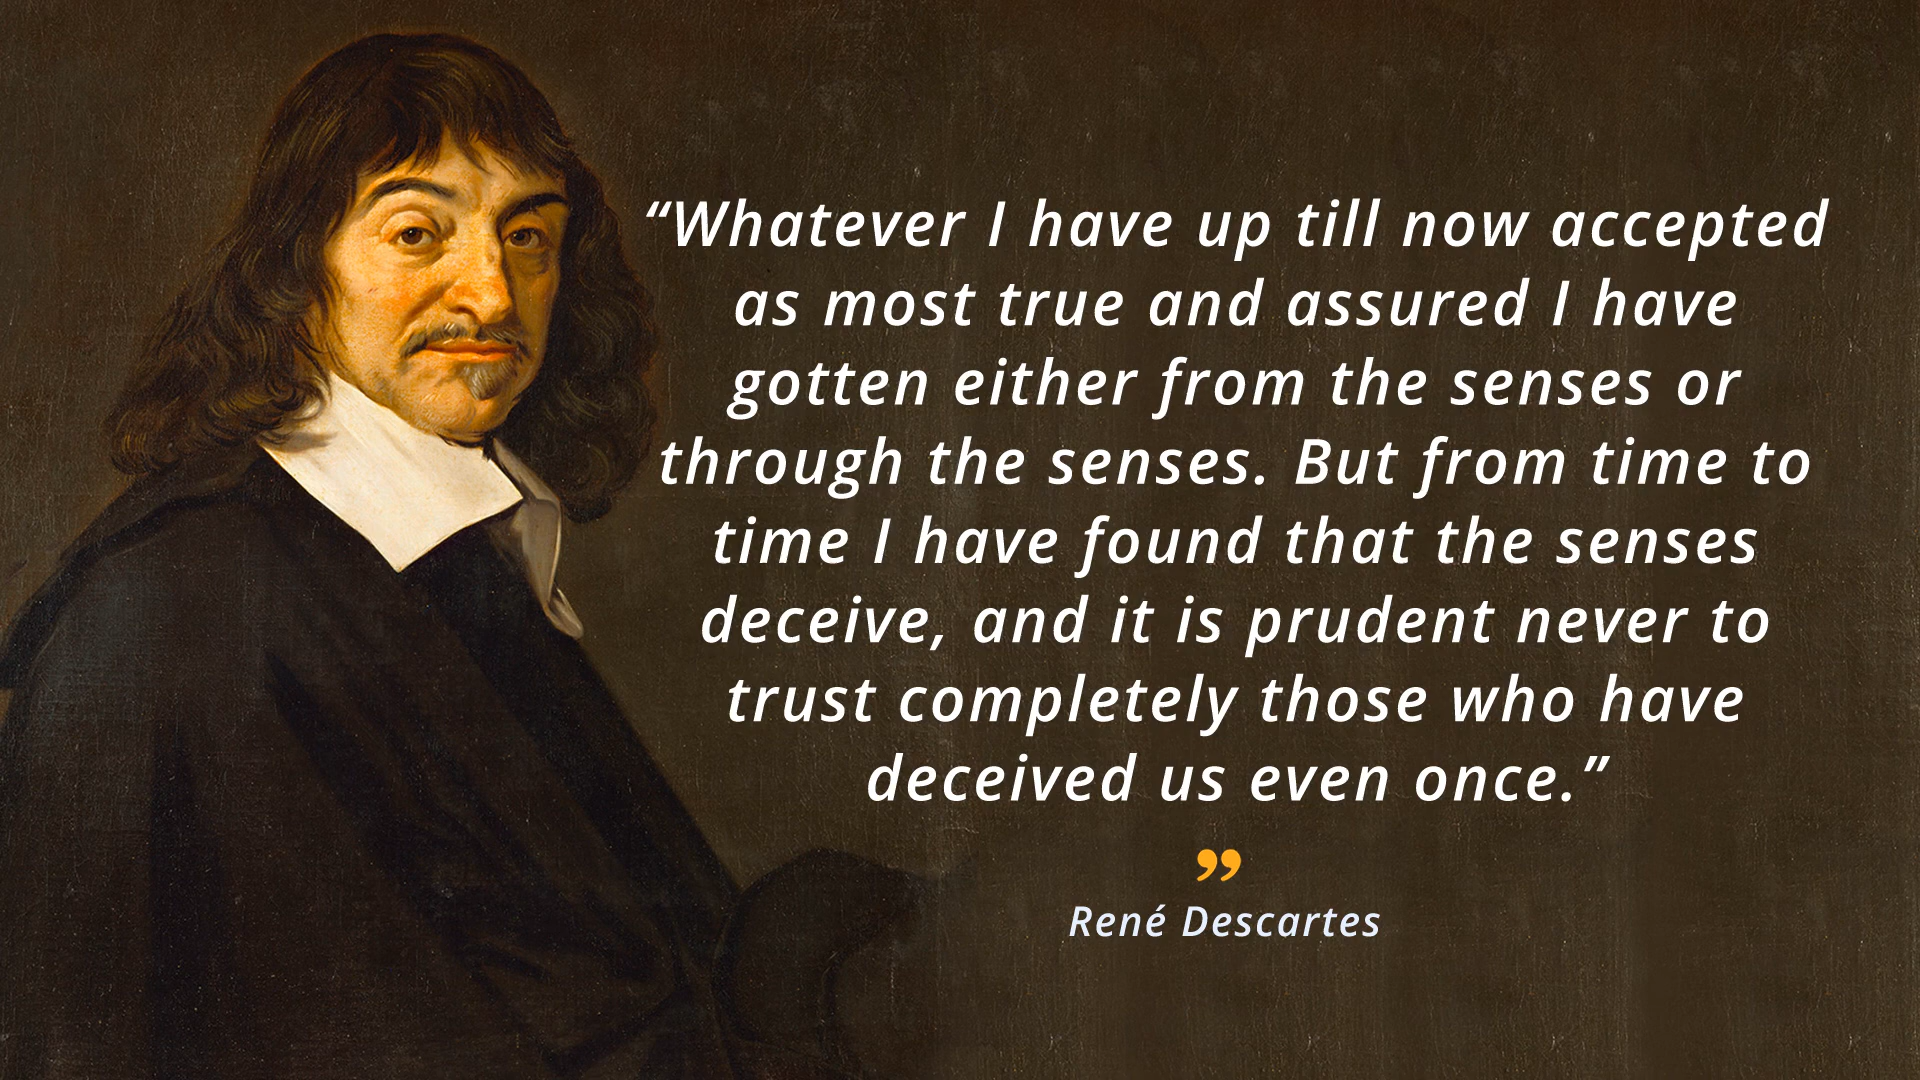 “Whatever I have up till now accepted
as most true and assured I have
gotten either from the senses or
through the senses. But from time to
time I have found that the senses
deceive, and it is prudent never to
trust completely those who have
deceived us even once.”
”
René Descartes